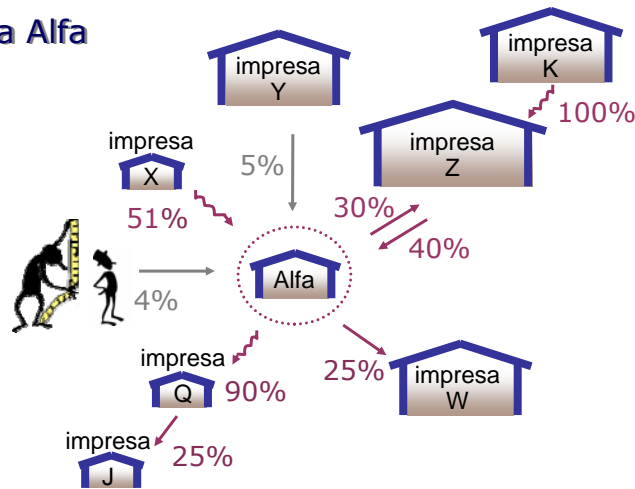 a Alfa
impresa
Y
impresa
K
100%
impresa
Z
impresa
X
5%
51%
30%
40%
Alfa
4%
impresa
Q
90%
25%
impresa
W
impresa
J
25%